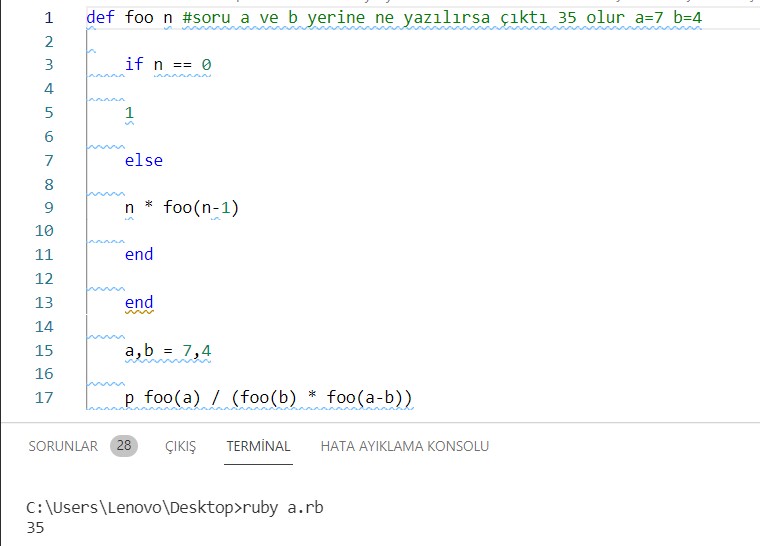 1 def foo n #soru a ve b yerine ne yazılırsa çıktı 35 olur a=7 b=4
2
3 if n == 0
4
5 1
6
7 else
8
9 n * foo(n-1)
10
11 end
12
13 end
14
15 a,b = 7,4
16
17 p foo(a) / (foo(b) * foo(a-b))
SORUNLAR 28 ÇIKIŞ TERMİNAL HATA AYIKLAMA KONSOLU
C:\Users\Lenovo\Desktop>ruby a.rb
35